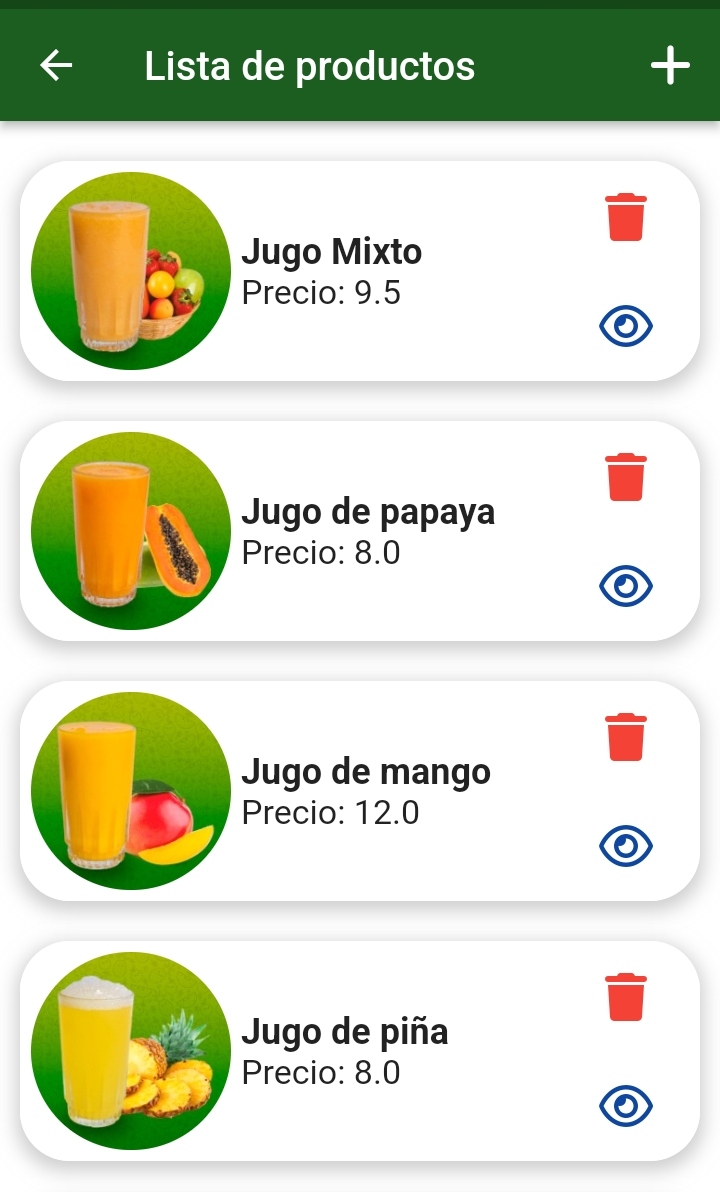 Lista de productos
Jugo Mixto
Precio: 9.5
Jugo de papaya
Precio: 8.0
Jugo de mango
Precio: 12.0
Jugo de piña
Precio: 8.0